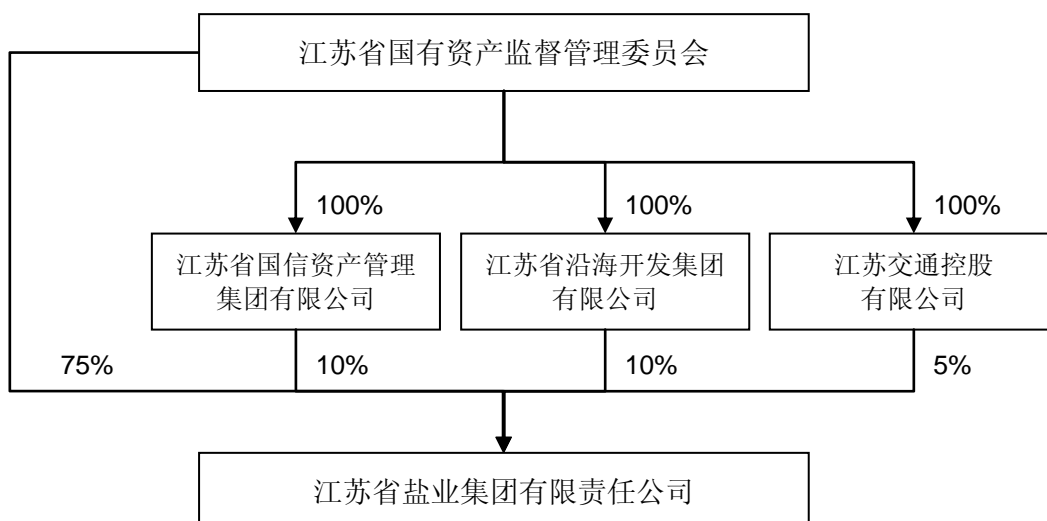 江苏省国有资产监督管理委员会
100%
100%
100%
江苏省国信资产管理
集团有限公司
江苏省沿海开发集团
有限公司
江苏交通控股
有限公司
75%
10%
10%
5%
江苏省盐业集团有限责任公司